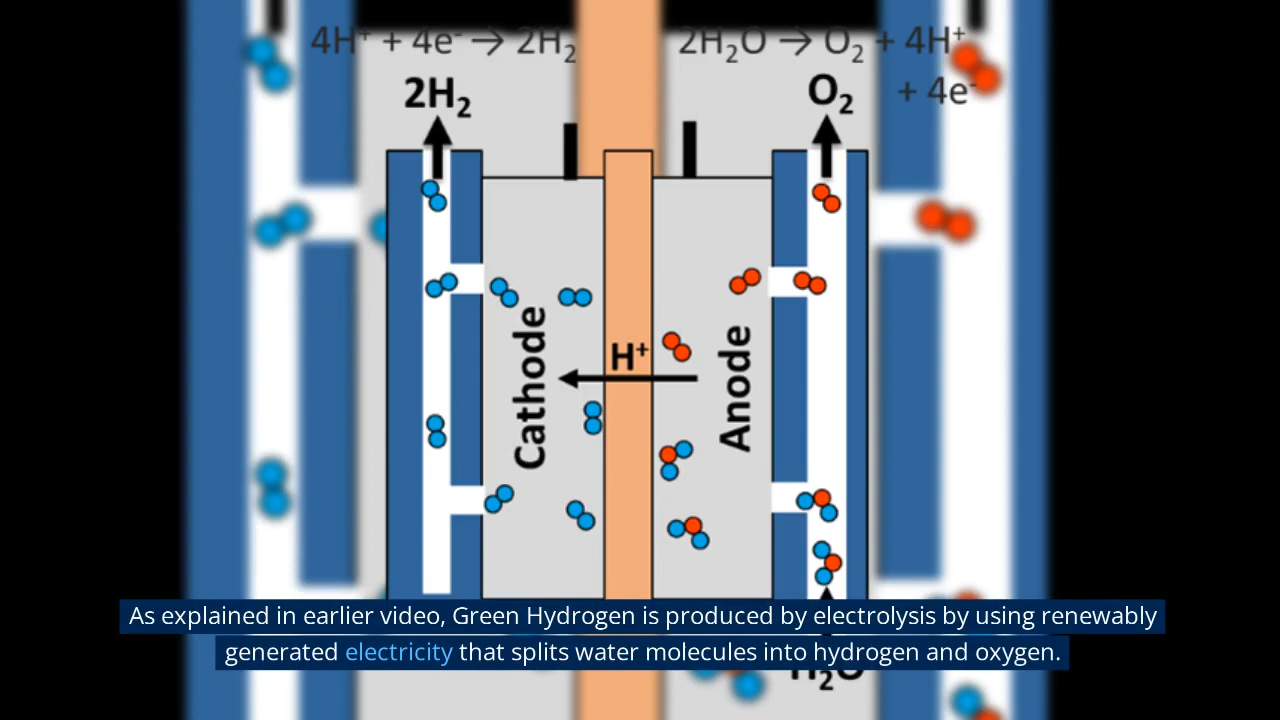 4H⁺ + 4e⁻ → 2H₂
2H₂O → O₂ + 4H⁺
+ 4e⁻
2H₂
O₂
Cathode
H⁺
Anode
As explained in earlier video, Green Hydrogen is produced by electrolysis by using renewably
generated electricity that splits water molecules into hydrogen and oxygen.
H₂O